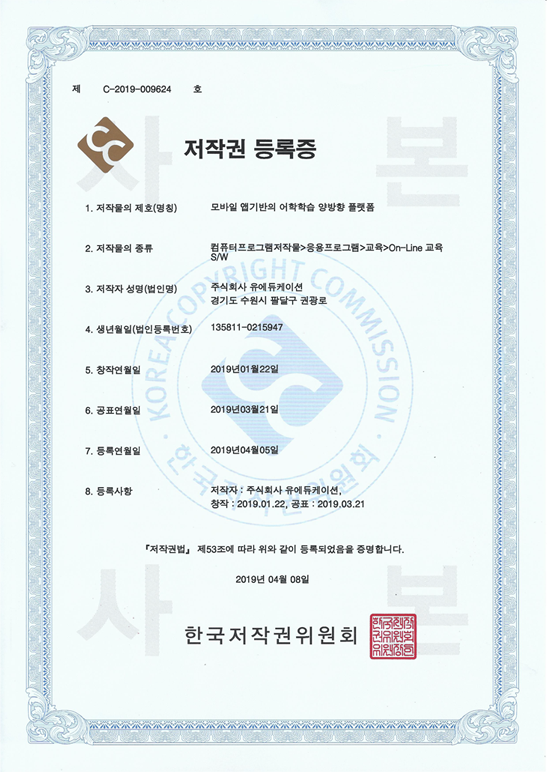 제 C-2019-009624 호
저작권 등록증
1. 저작물의 제호(명칭) 모바일 앱기반의 어학학습 양방향 플랫폼
2. 저작물의 종류 컴퓨터프로그램저작물>응용프로그램>교육>On-Line 교육
S/W
3. 저작자 성명(법인명) 주식회사 유에듀케이션
경기도 수원시 팔달구 권광로
4. 생년월일(법인등록번호) 135811-0215947
5. 창작연월일 2019년01월22일
6. 공표연월일 2019년03월21일
7. 등록연월일 2019년04월05일
8. 등록사항 저작자 : 주식회사 유에듀케이션,
창작 : 2019.01.22, 공표 : 2019.03.21
『저작권법』 제53조에 따라 위와 같이 등록되었음을 증명합니다.
2019년 04월 08일
한국저작권위원회
사 본
사 본
KOREA COPYRIGHT COMMISSION
한국저작권위원회